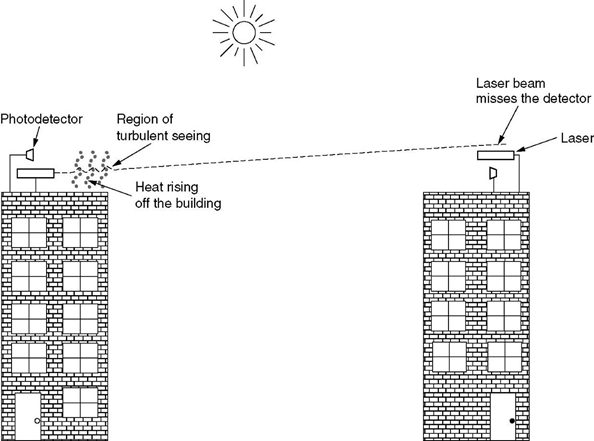 Laser beam
misses the detector
Photodetector
Region of
turbulent seeing
Laser
Heat rising
off the building